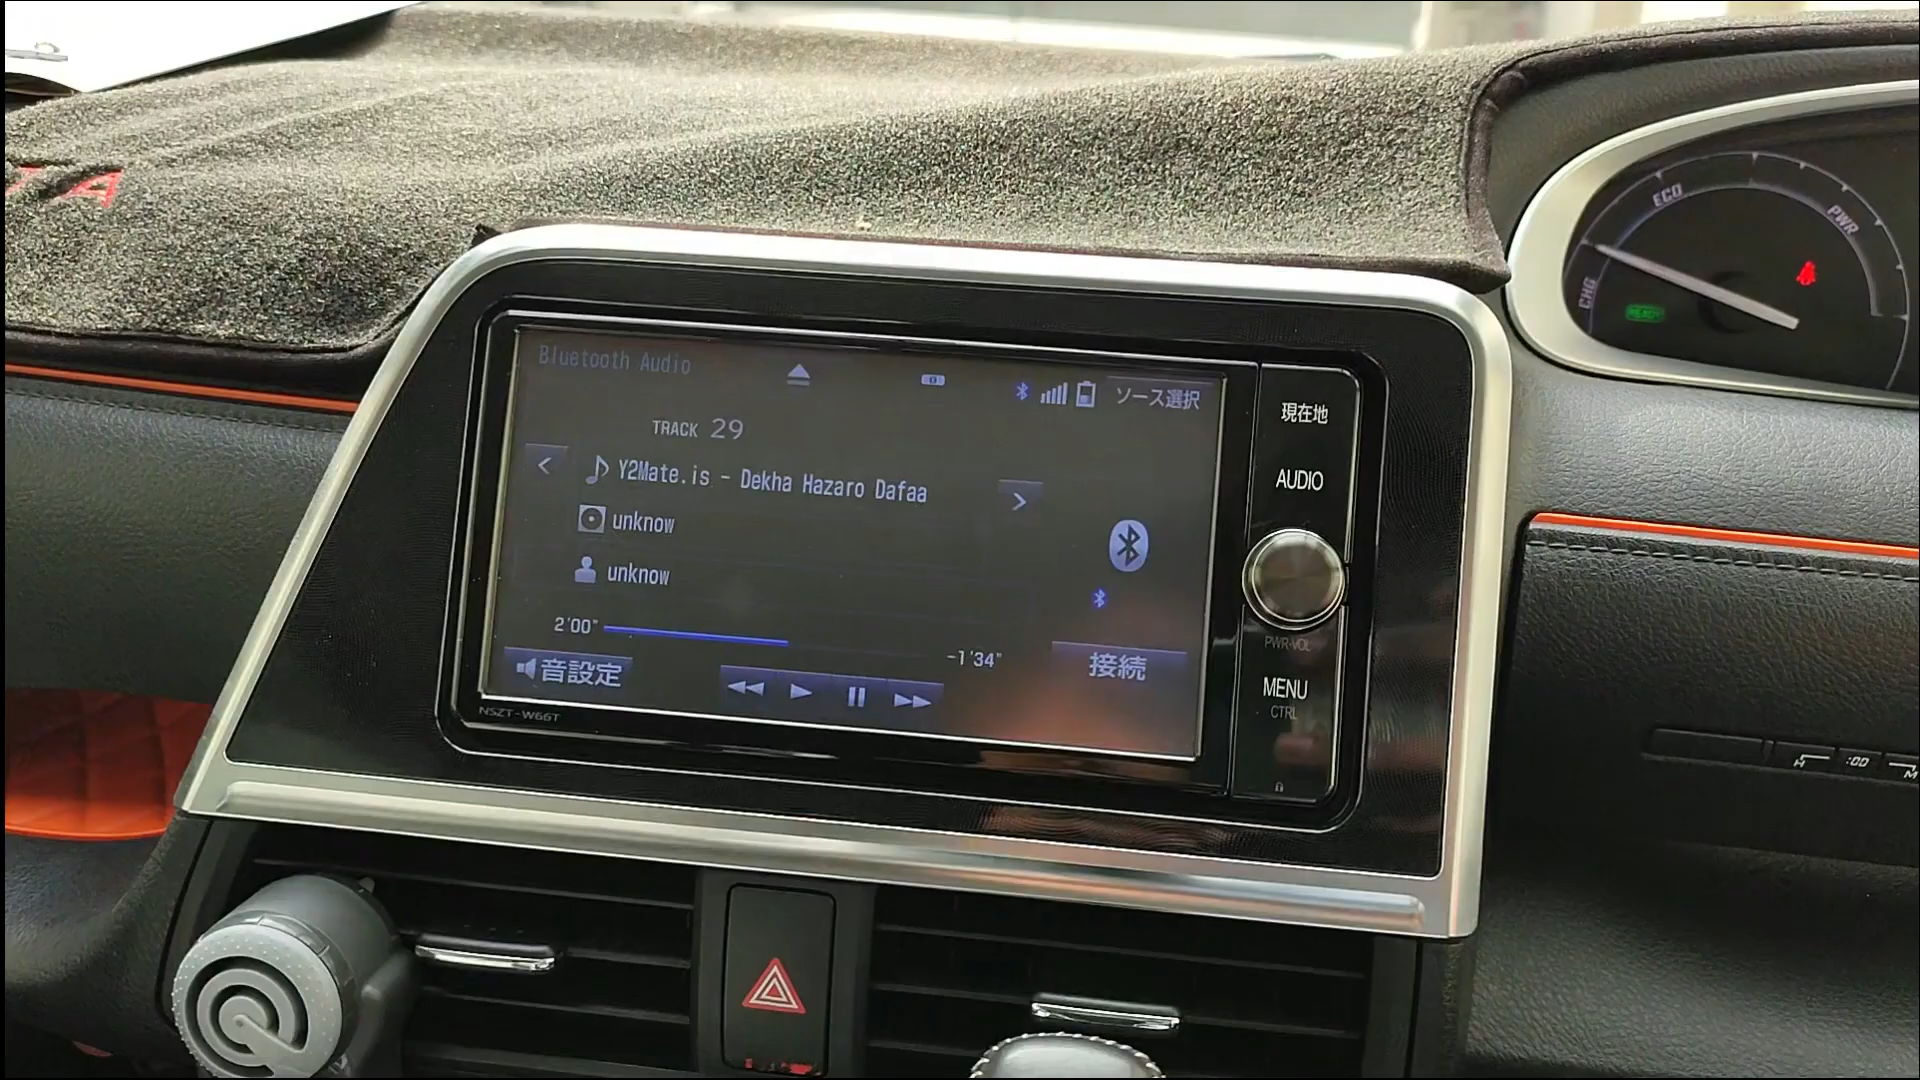 Bluetooth Audio
ソース選択
TRACK 29
<
Y2Mate.is - Dekha Hazaro Dafaa
>
unknow
unknow
2'00"
-1'34"
音設定
接続
NSZT-W66T
現在地
AUDIO
PWR·VOL
MENU
CTRL
ECO
PWR
CHG
READY
H
:00
M